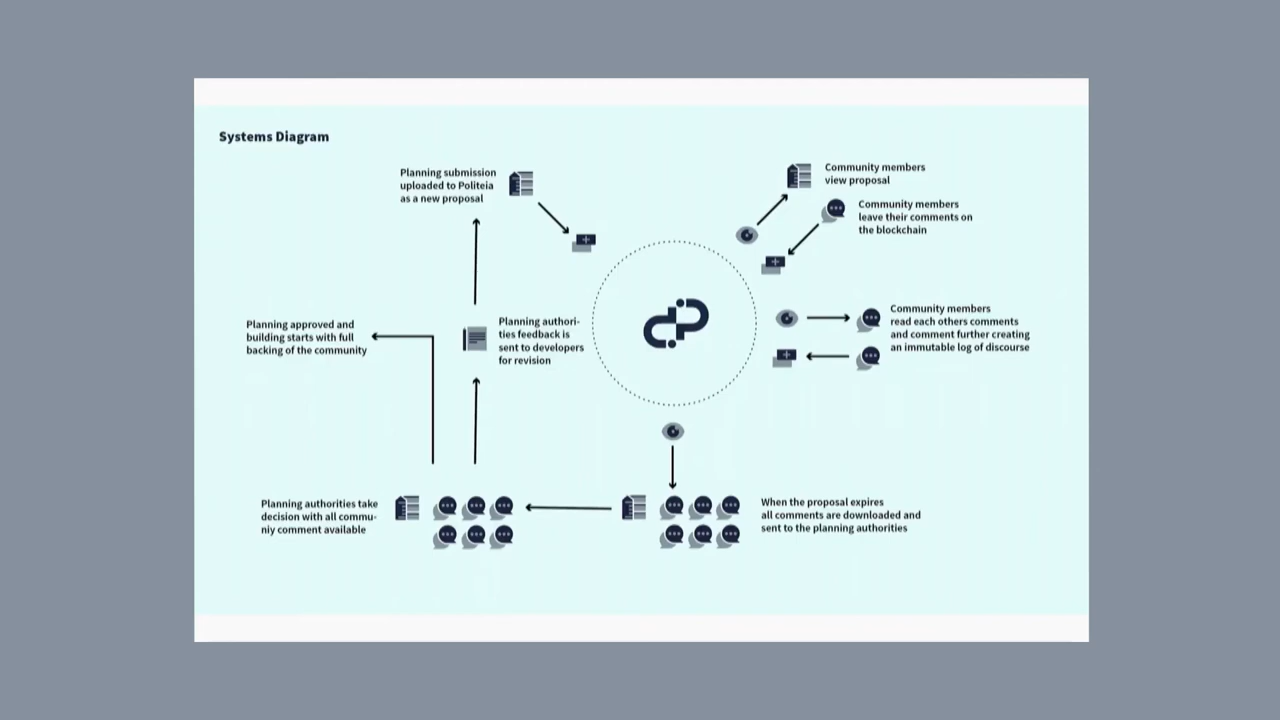 Systems Diagram
Planning submission
uploaded to Politeia
as a new proposal
Community members
view proposal
Community members
leave their comments on
the blockchain
Community members
read each others comments
and comment further creating
an immutable log of discourse
Planning approved and
building starts with full
backing of the community
Planning authori-
ties feedback is
sent to developers
for revision
Planning authorities take
decision with all commu-
niy comment available
When the proposal expires
all comments are downloaded and
sent to the planning authorities